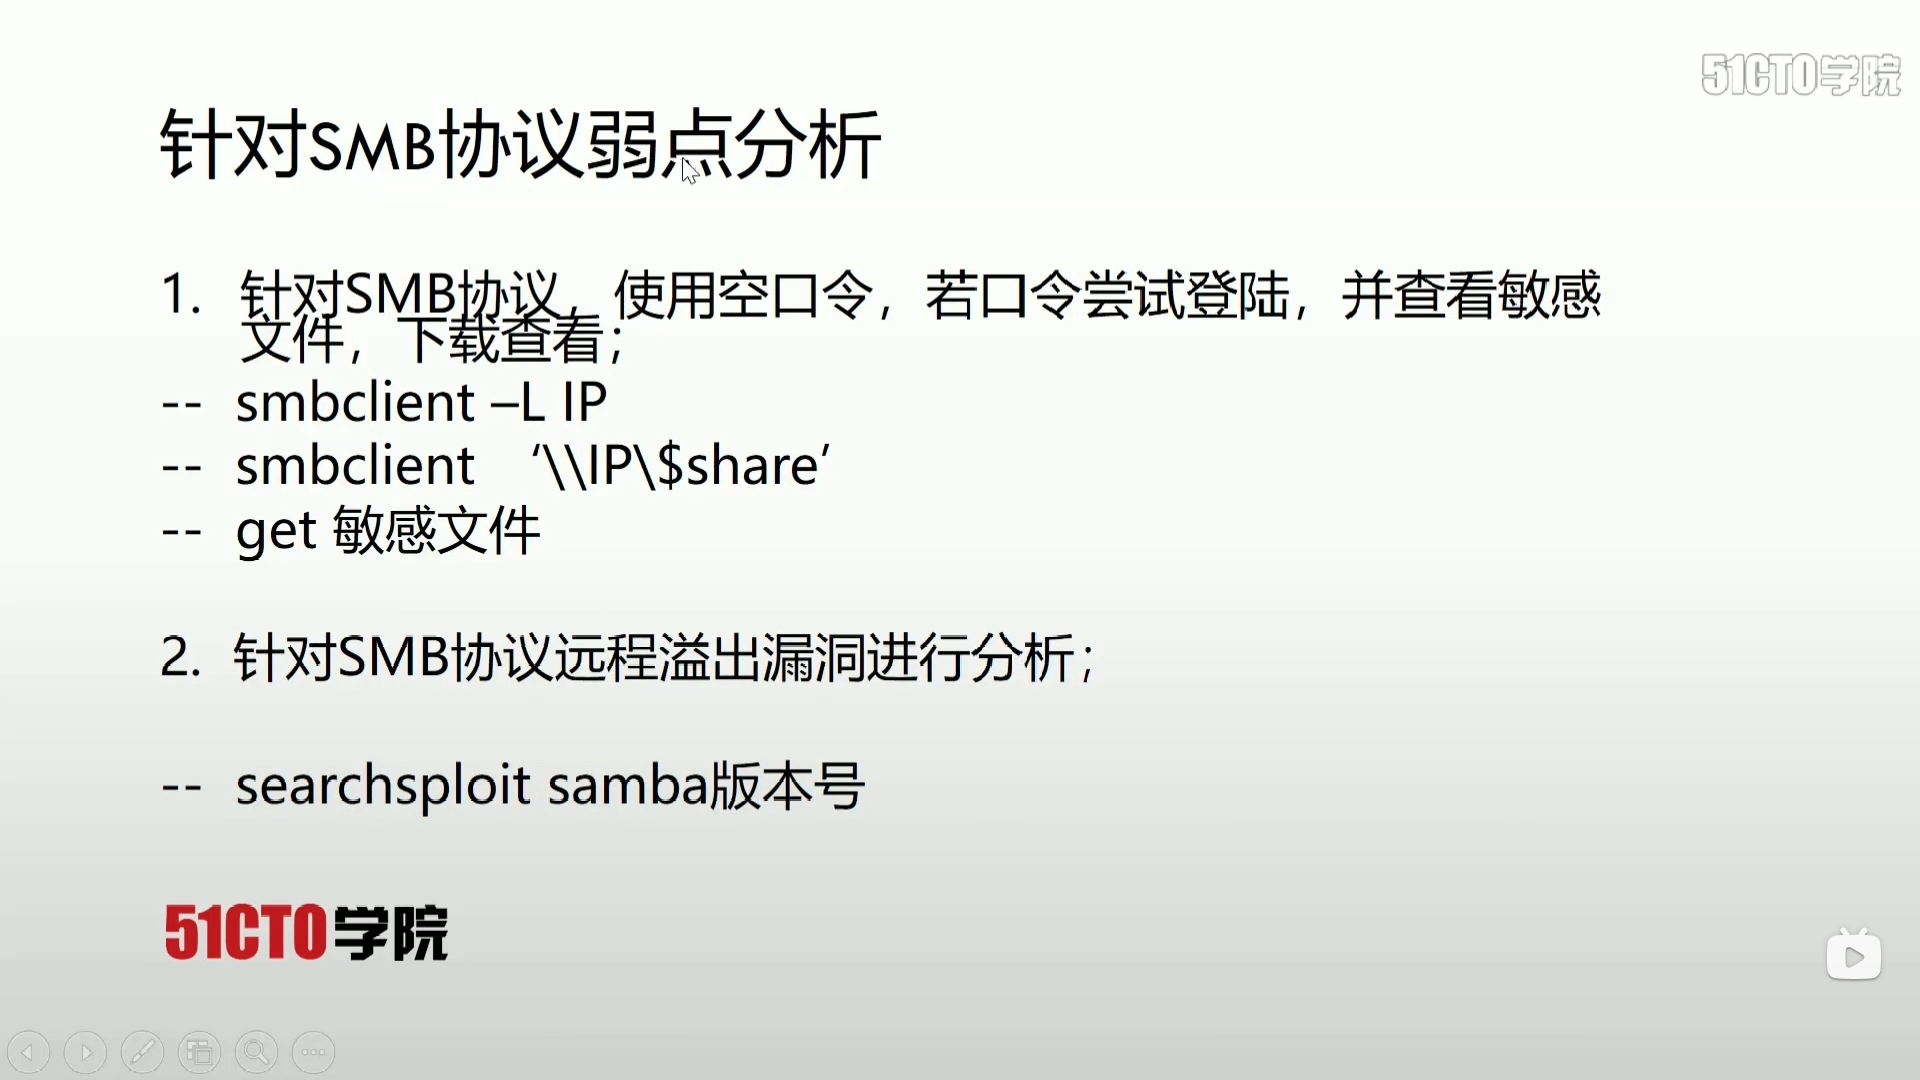 51CTO学院
针对SMB协议弱点分析
1. 针对SMB协议，使用空口令，若口令尝试登陆，并查看敏感
文件，下载查看；
-- smbclient –L IP
-- smbclient ‘\\IP\$share’
-- get 敏感文件
2. 针对SMB协议远程溢出漏洞进行分析；
-- searchsploit samba版本号
51CTO学院